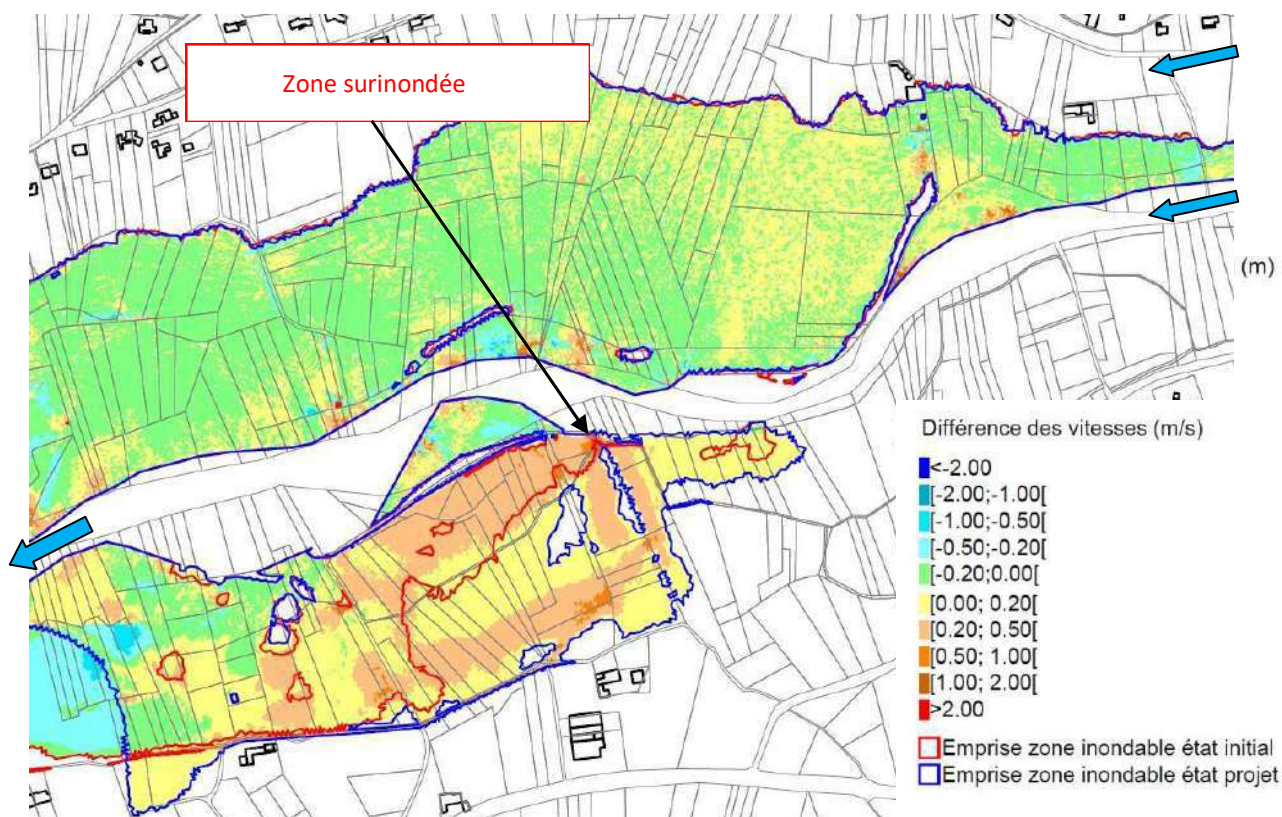 Zone surinondée
(m)
Différence des vitesses (m/s)
<-2.00
[-2.00;-1.00[
[-1.00;-0.50[
[-0.50;-0.20[
[-0.20;0.00[
[0.00; 0.20[
[0.20; 0.50[
[0.50; 1.00[
[1.00; 2.00[
>2.00
Emprise zone inondable état initial
Emprise zone inondable état projet